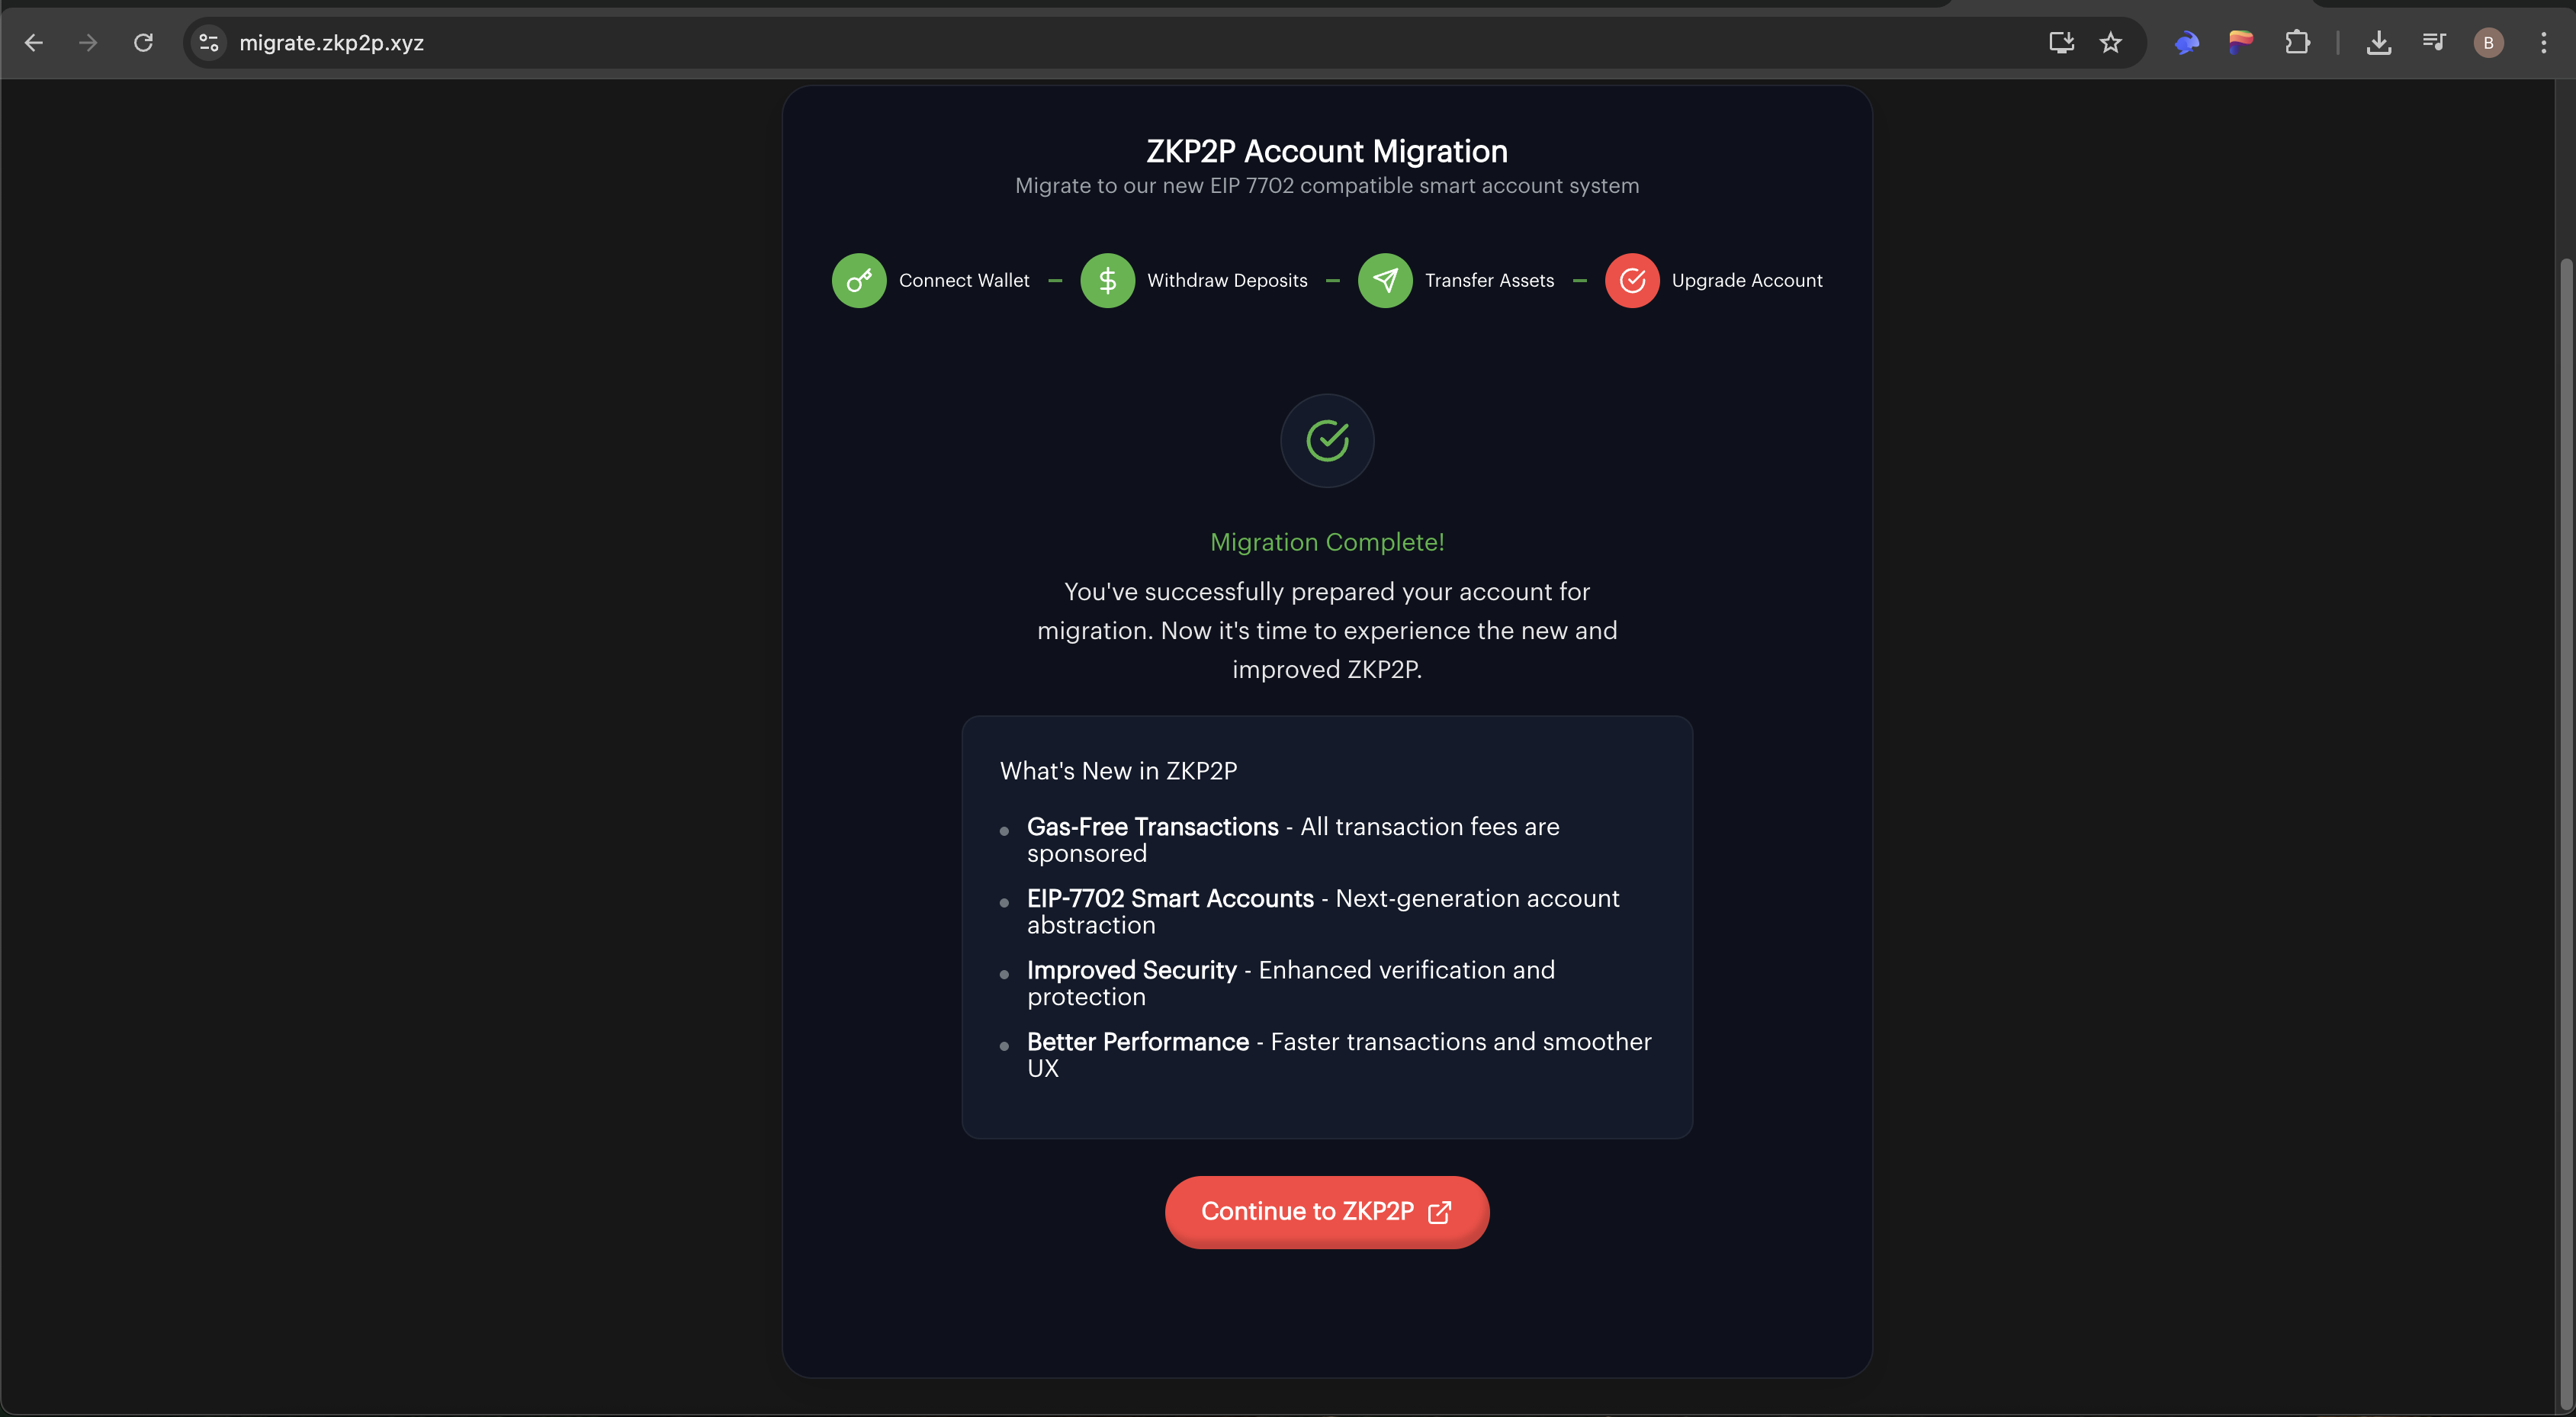 migrate.zkp2p.xyz
B
ZKP2P Account Migration
Migrate to our new EIP 7702 compatible smart account system
Connect Wallet
Withdraw Deposits
Transfer Assets
Upgrade Account
Migration Complete!
You've successfully prepared your account for
migration. Now it's time to experience the new and
improved ZKP2P.
What's New in ZKP2P
Gas-Free Transactions - All transaction fees are
sponsored
EIP-7702 Smart Accounts - Next-generation account
abstraction
Improved Security - Enhanced verification and
protection
Better Performance - Faster transactions and smoother
UX
Continue to ZKP2P